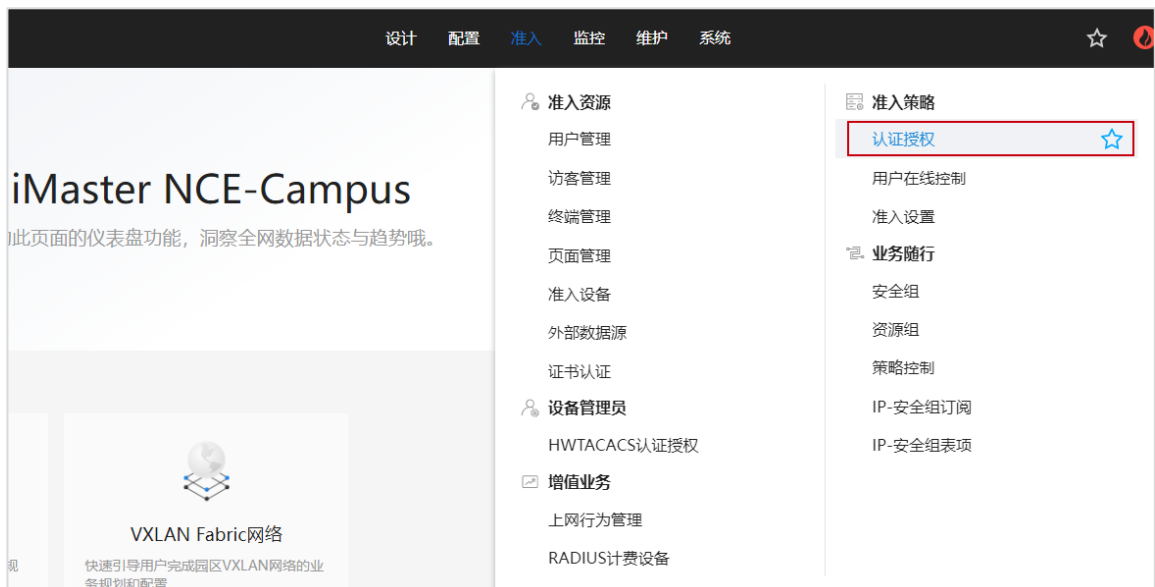 设计 配置 准入 监控 维护 系统
iMaster NCE-Campus
此页面的仪表盘功能，洞察全网数据状态与趋势哦。
VXLAN Fabric网络
快速引导用户完成园区VXLAN网络的业
务规划和配置
准入资源
用户管理
访客管理
终端管理
页面管理
准入设备
外部数据源
证书认证
设备管理员
HWTACACS认证授权
增值业务
上网行为管理
RADIUS计费设备
准入策略
认证授权
用户在线控制
准入设置
业务随行
安全组
资源组
策略控制
IP-安全组订阅
IP-安全组表项